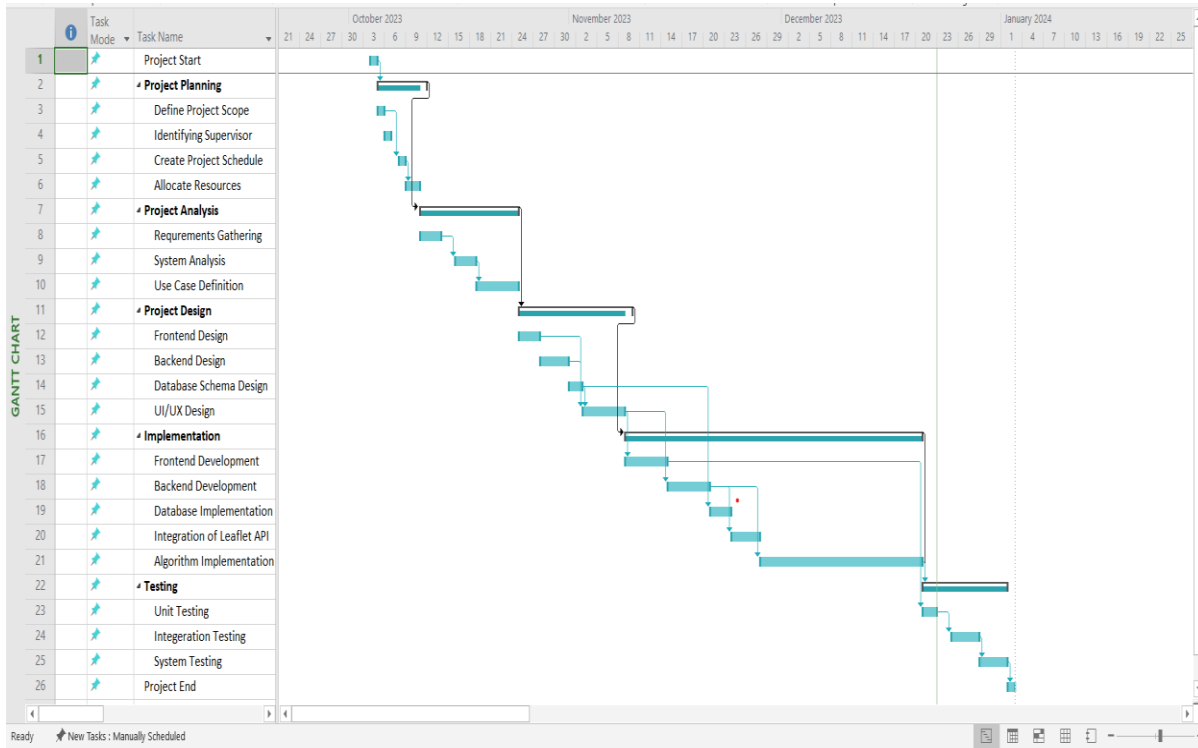 October 2023 November 2023 December 2023 January 2024
Task Mode Task Name
21 24 27 30 3 6 9 12 15 18 21 24 27 30 2 5 8 11 14 17 20 23 26 29 2 5 8 11 14 17 20 23 26 29 1 4 7 10 13 16 19 22 25
1 Project Start
2 Project Planning
3 Define Project Scope
4 Identifying Supervisor
5 Create Project Schedule
6 Allocate Resources
7 Project Analysis
8 Requrements Gathering
9 System Analysis
10 Use Case Definition
11 Project Design
12 Frontend Design
13 Backend Design
14 Database Schema Design
15 UI/UX Design
16 Implementation
17 Frontend Development
18 Backend Development
19 Database Implementation
20 Integration of Leaflet API
21 Algorithm Implementation
22 Testing
23 Unit Testing
24 Integeration Testing
25 System Testing
26 Project End
GANTT CHART
Ready New Tasks : Manually Scheduled